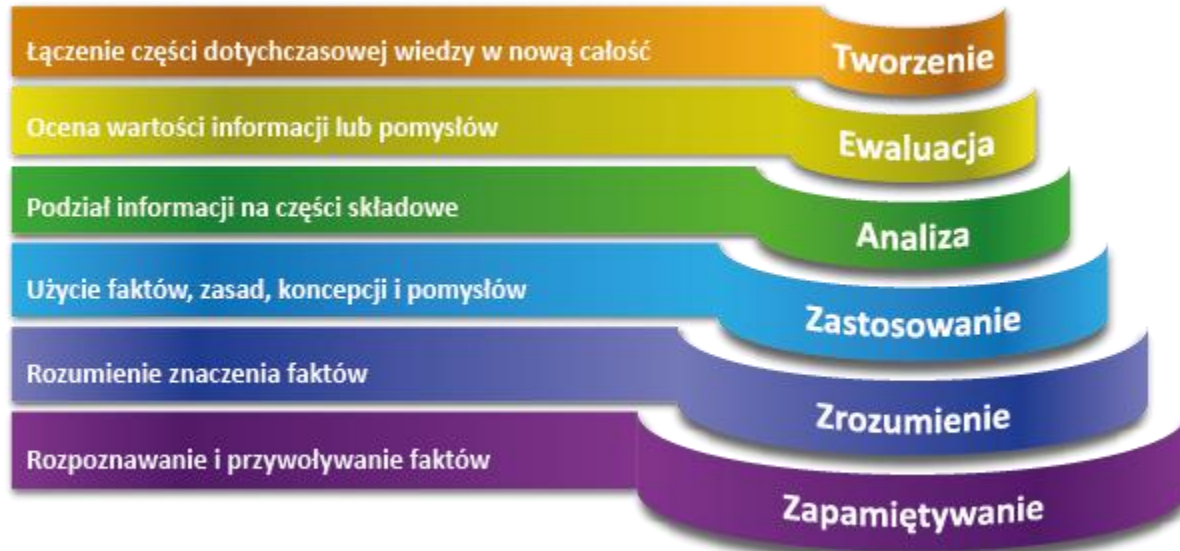 Łączenie części dotychczasowej wiedzy w nową całość
Tworzenie
Ocena wartości informacji lub pomysłów
Ewaluacja
Podział informacji na części składowe
Analiza
Użycie faktów, zasad, koncepcji i pomysłów
Zastosowanie
Rozumienie znaczenia faktów
Zrozumienie
Rozpoznawanie i przywoływanie faktów
Zapamiętywanie